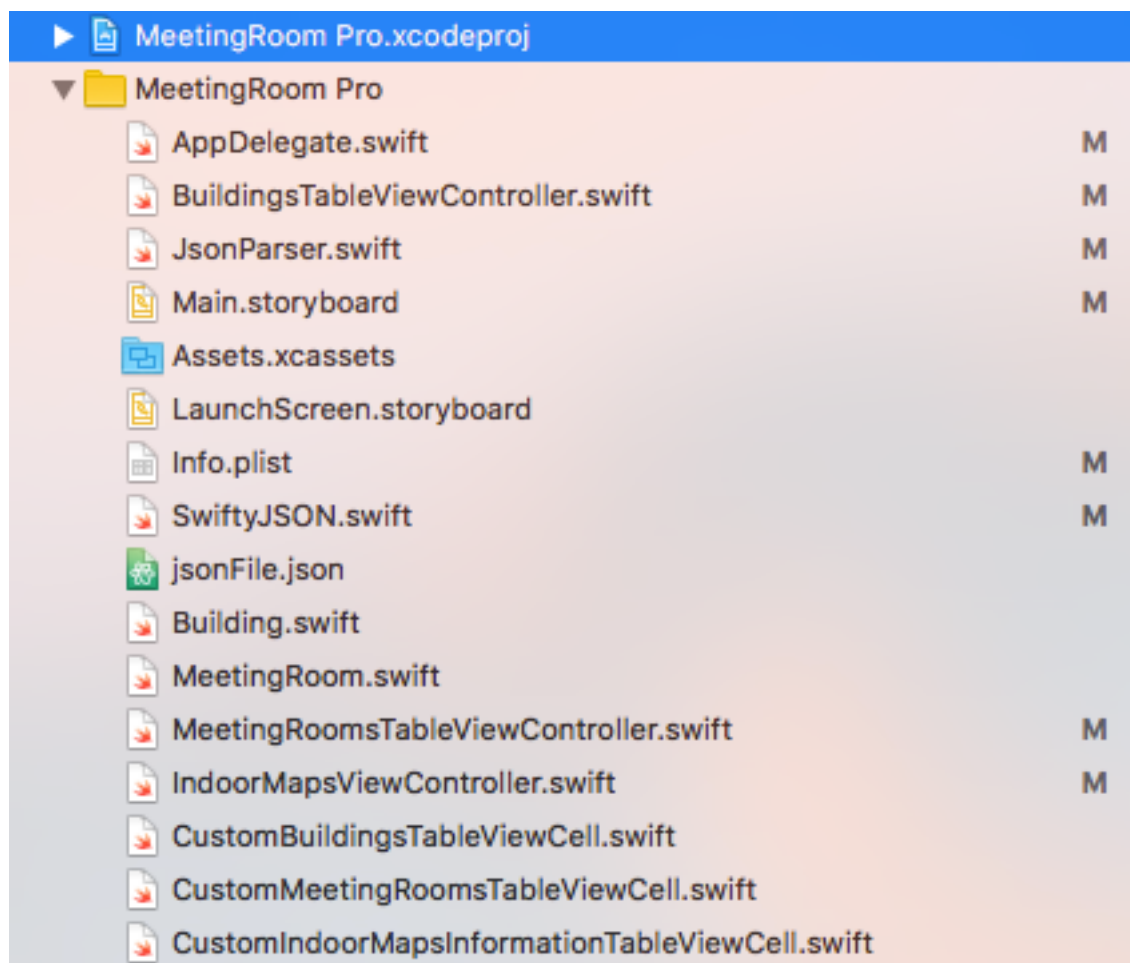 MeetingRoom Pro.xcodeproj
MeetingRoom Pro
AppDelegate.swift M
BuildingsTableViewController.swift M
JsonParser.swift M
Main.storyboard M
Assets.xcassets
LaunchScreen.storyboard
Info.plist M
SwiftyJSON.swift M
jsonFile.json
Building.swift
MeetingRoom.swift
MeetingRoomsTableViewController.swift M
IndoorMapsViewController.swift M
CustomBuildingsTableViewCell.swift
CustomMeetingRoomsTableViewCell.swift
CustomIndoorMapsInformationTableViewCell.swift